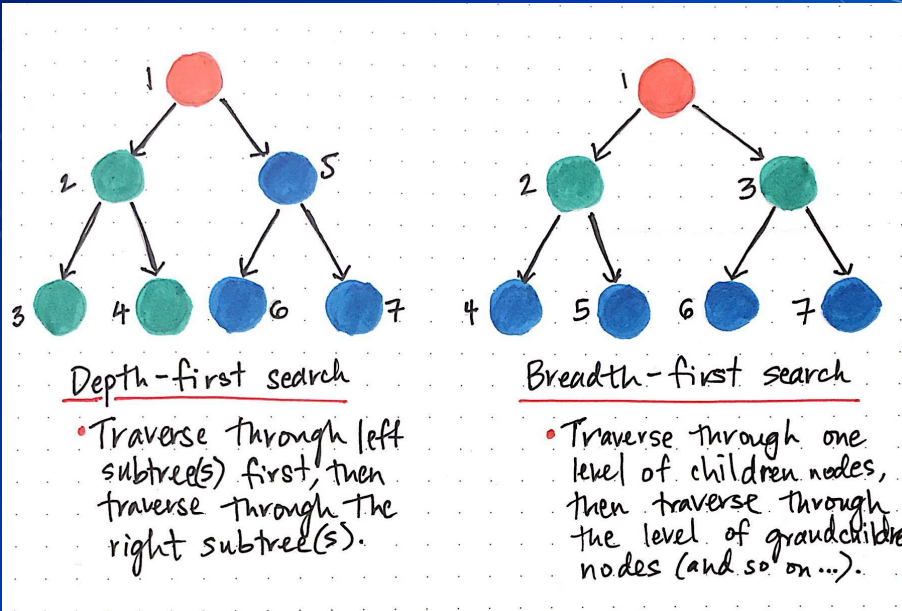 1
2
5
3
4
6
7
Depth-first search
• Traverse through left
subtree(s) first, then
traverse through the
right subtree(s).
1
2
3
4
5
6
7
Breadth-first search
• Traverse through one
level of children nodes,
then traverse through
the level of grandchildre
nodes (and so on...).